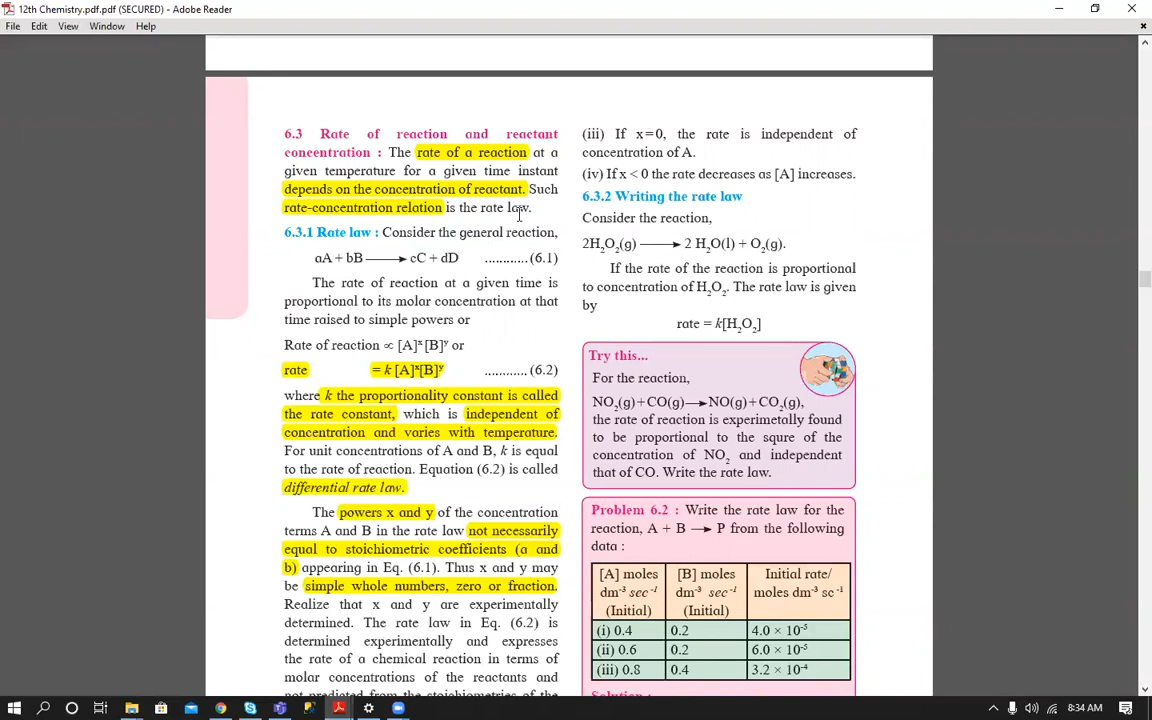 12th Chemistry.pdf.pdf (SECURED) - Adobe Reader
File Edit View Window Help
6.3 Rate of reaction and reactant
concentration : The rate of a reaction at a
given temperature for a given time instant
depends on the concentration of reactant. Such
rate-concentration relation is the rate law.
6.3.1 Rate law : Consider the general reaction,
aA + bB ⟶ cC + dD ............ (6.1)
The rate of reaction at a given time is
proportional to its molar concentration at that
time raised to simple powers or
Rate of reaction ∝ [A]ˣ [B]ʸ or
rate = k [A]ˣ[B]ʸ ............ (6.2)
where k the proportionality constant is called
the rate constant, which is independent of
concentration and varies with temperature.
For unit concentrations of A and B, k is equal
to the rate of reaction. Equation (6.2) is called
differential rate law.
The powers x and y of the concentration
terms A and B in the rate law not necessarily
equal to stoichiometric coefficients (a and
b) appearing in Eq. (6.1). Thus x and y may
be simple whole numbers, zero or fraction.
Realize that x and y are experimentally
determined. The rate law in Eq. (6.2) is
determined experimentally and expresses
the rate of a chemical reaction in terms of
molar concentrations of the reactants and
not predicted from the stoichiometries of the
(iii) If x=0, the rate is independent of
concentration of A.
(iv) If x < 0 the rate decreases as [A] increases.
6.3.2 Writing the rate law
Consider the reaction,
2H₂O₂(g) ⟶ 2 H₂O(l) + O₂(g).
If the rate of the reaction is proportional
to concentration of H₂O₂. The rate law is given
by
rate = k[H₂O₂]
Try this...
For the reaction,
NO₂(g)+CO(g)⟶NO(g)+CO₂(g),
the rate of reaction is experimetally found
to be proportional to the squre of the
concentration of NO₂ and independent
that of CO. Write the rate law.
Problem 6.2 : Write the rate law for the
reaction, A + B ⟶ P from the following
data :
[A] moles [B] moles Initial rate/
dm⁻³ sec⁻¹ dm⁻³ sec⁻¹ moles dm⁻³ sc⁻¹
(Initial) (Initial)
(i) 0.4 0.2 4.0 × 10⁻⁵
(ii) 0.6 0.2 6.0 × 10⁻⁵
(iii) 0.8 0.4 3.2 × 10⁻⁴
Solution :
8:34 AM